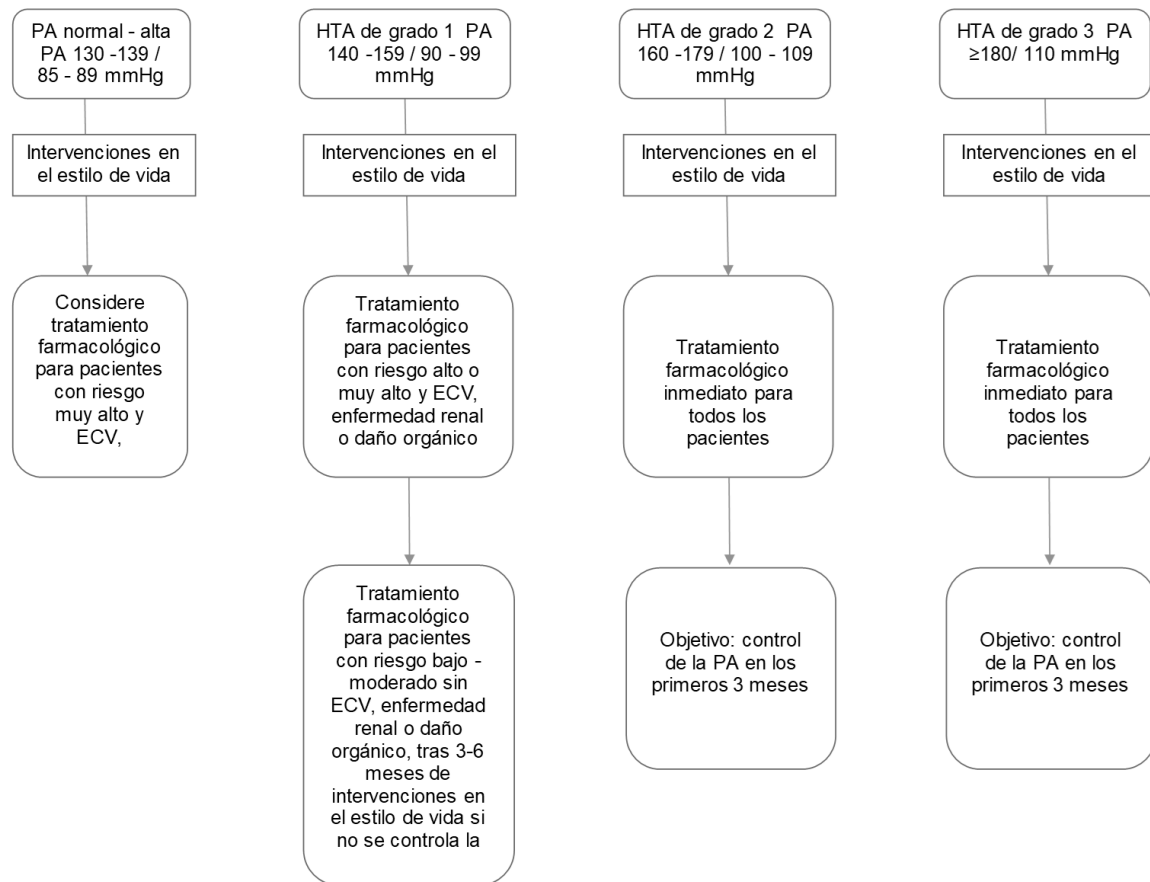 PA normal - alta
PA 130 -139 /
85 - 89 mmHg
Intervenciones en
el estilo de vida
Considere
tratamiento
farmacológico
para pacientes
con riesgo
muy alto y
ECV,
HTA de grado 1 PA
140 -159 / 90 - 99
mmHg
Intervenciones en el
estilo de vida
Tratamiento
farmacológico
para pacientes
con riesgo alto o
muy alto y ECV,
enfermedad renal
o daño orgánico
Tratamiento
farmacológico
para pacientes
con riesgo bajo -
moderado sin
ECV, enfermedad
renal o daño
orgánico, tras 3-6
meses de
intervenciones en
el estilo de vida si
no se controla la
HTA de grado 2 PA
160 -179 / 100 -
109 mmHg
Intervenciones en el
estilo de vida
Tratamiento
farmacológico
inmediato para
todos los
pacientes
Objetivo: control
de la PA en los
primeros 3 meses
HTA de grado 3 PA
≥180/ 110 mmHg
Intervenciones en el
estilo de vida
Tratamiento
farmacológico
inmediato para
todos los
pacientes
Objetivo: control
de la PA en los
primeros 3 meses